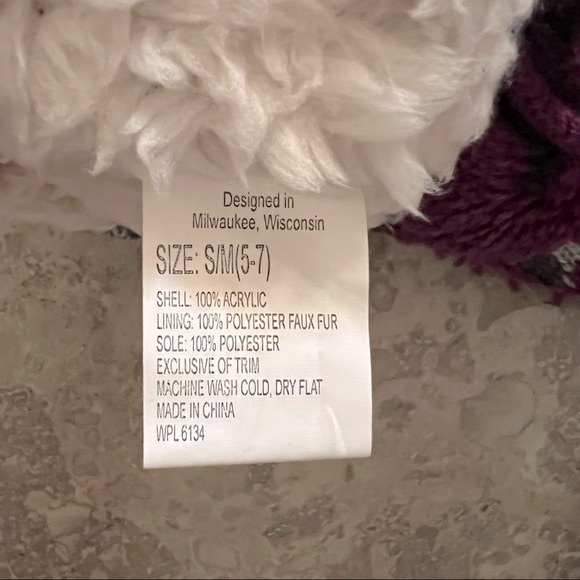 Designed in
Milwaukee, Wisconsin
SIZE: S/M(5-7)
SHELL: 100% ACRYLIC
LINING: 100% POLYESTER FAUX FUR
SOLE: 100% POLYESTER
EXCLUSIVE OF TRIM
MACHINE WASH COLD, DRY FLAT
MADE IN CHINA
WPL 6134